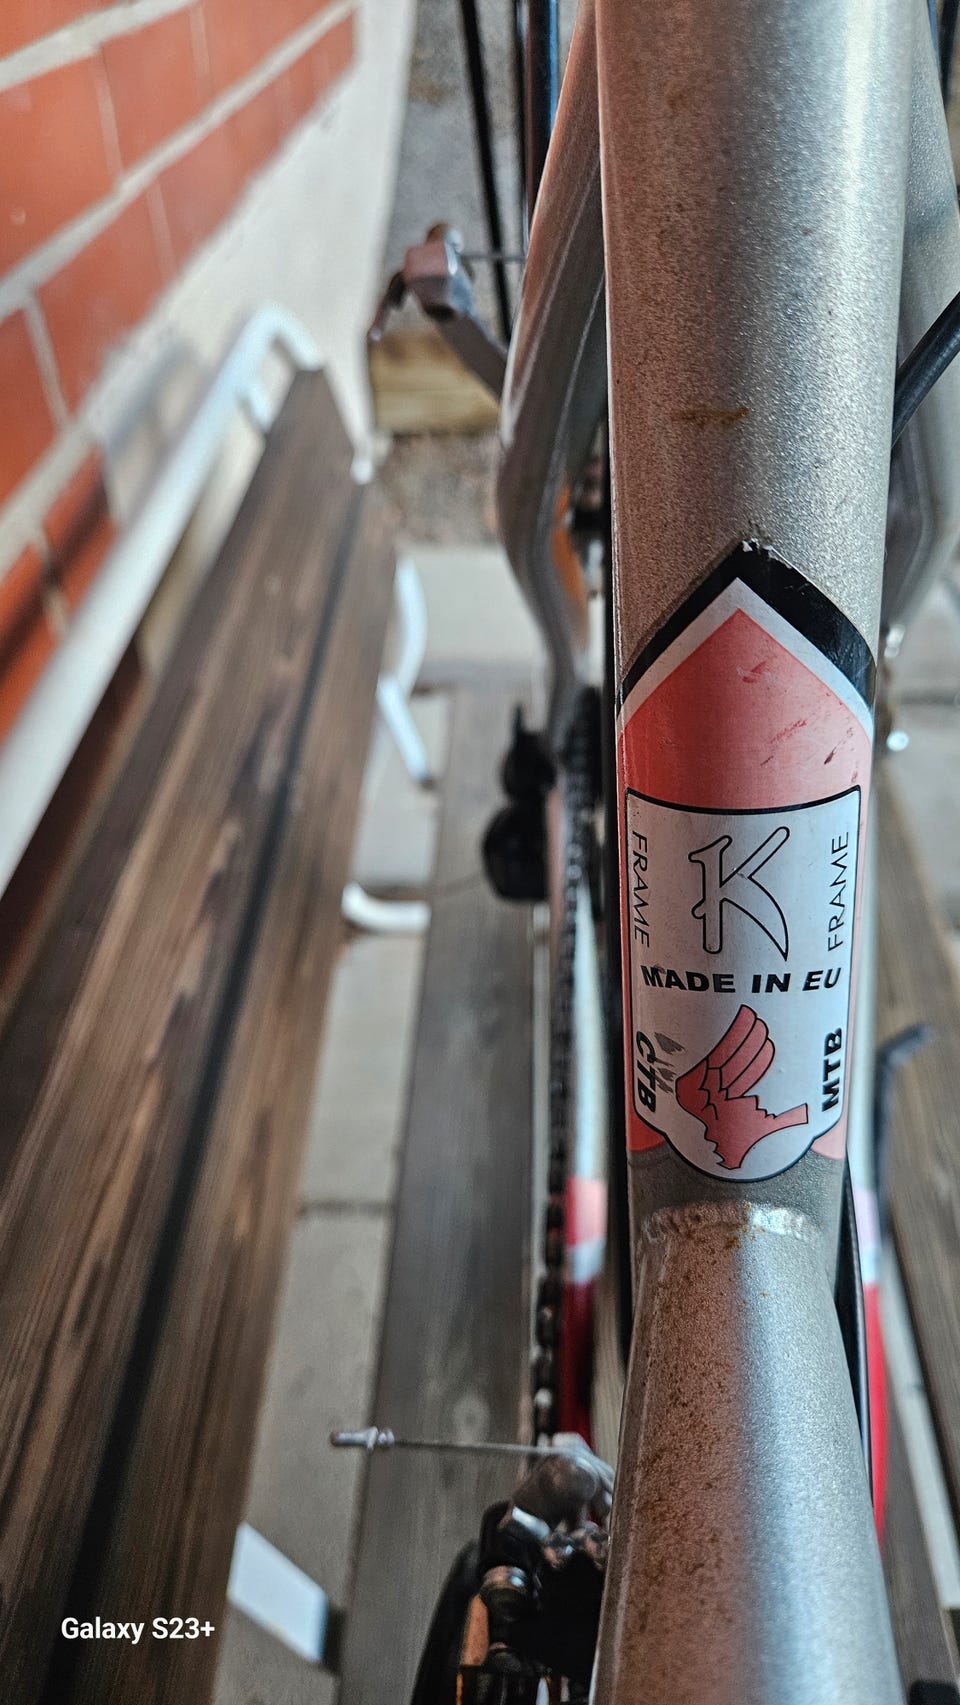 FRAME
K
FRAME
MADE IN EU
CTB
MTB
Galaxy S23+